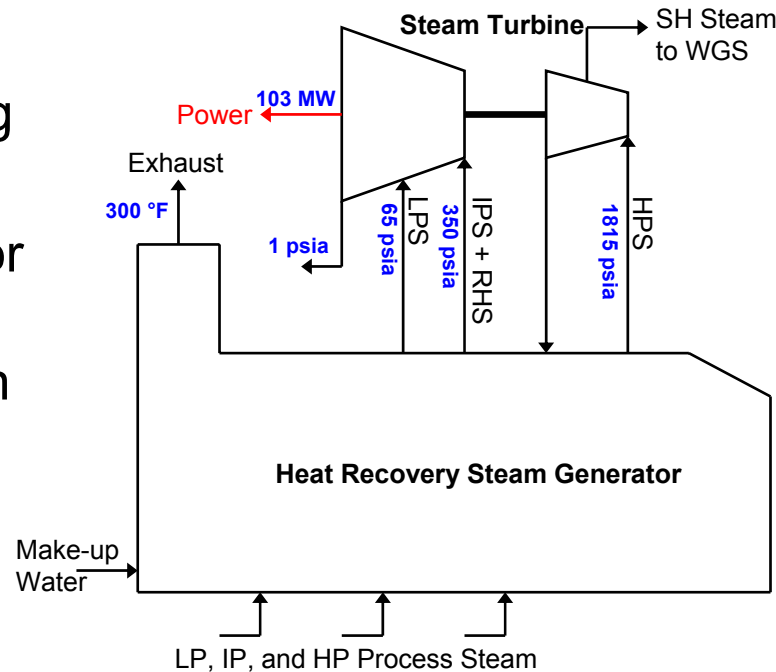 SH Steam
to WGS
Steam Turbine
g
103 MW
Power
Exhaust
300 °F
or
1 psia
LPS
65 psia
IPS + RHS
350 psia
HPS
1815 psia
n
Heat Recovery Steam Generator
Make-up
Water
LP, IP, and HP Process Steam